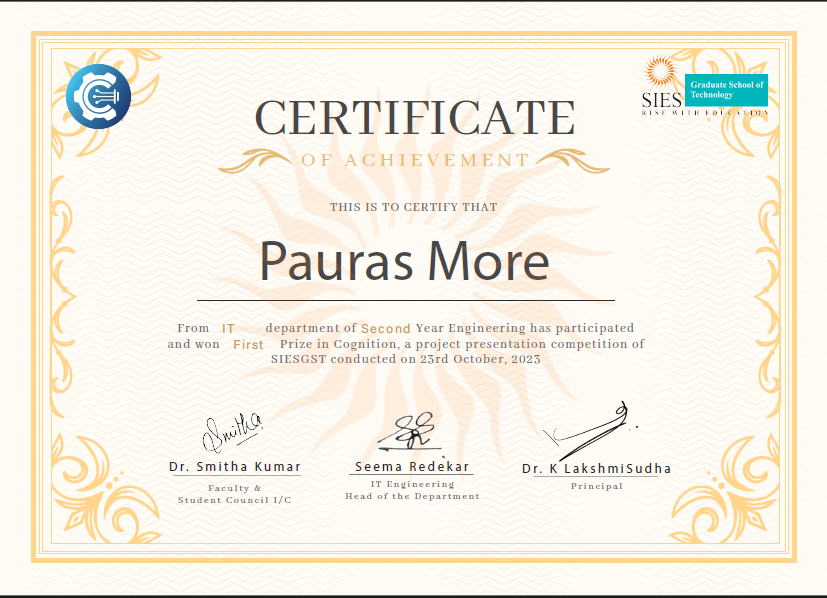 SIES
Graduate School of
Technology
RISE WITH EDUCATION
CERTIFICATE
OF ACHIEVEMENT
THIS IS TO CERTIFY THAT
Pauras More
From IT department of Second Year Engineering has participated
and won First Prize in Cognition, a project presentation competition of
SIESGST conducted on 23rd October, 2023
Smitha
Dr. Smitha Kumar
Faculty &
Student Council I/C
Seema Redekar
IT Engineering
Head of the Department
Dr. K LakshmiSudha
Principal